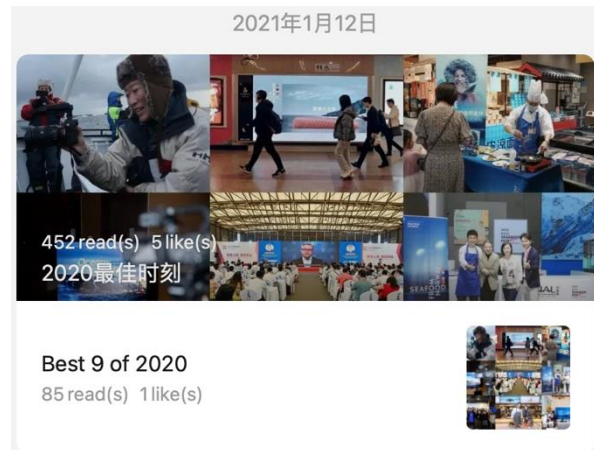 2021年1月12日
452 read(s) 5 like(s)
2020最佳时刻
SEAFOOD
Best 9 of 2020
85 read(s) 1 like(s)